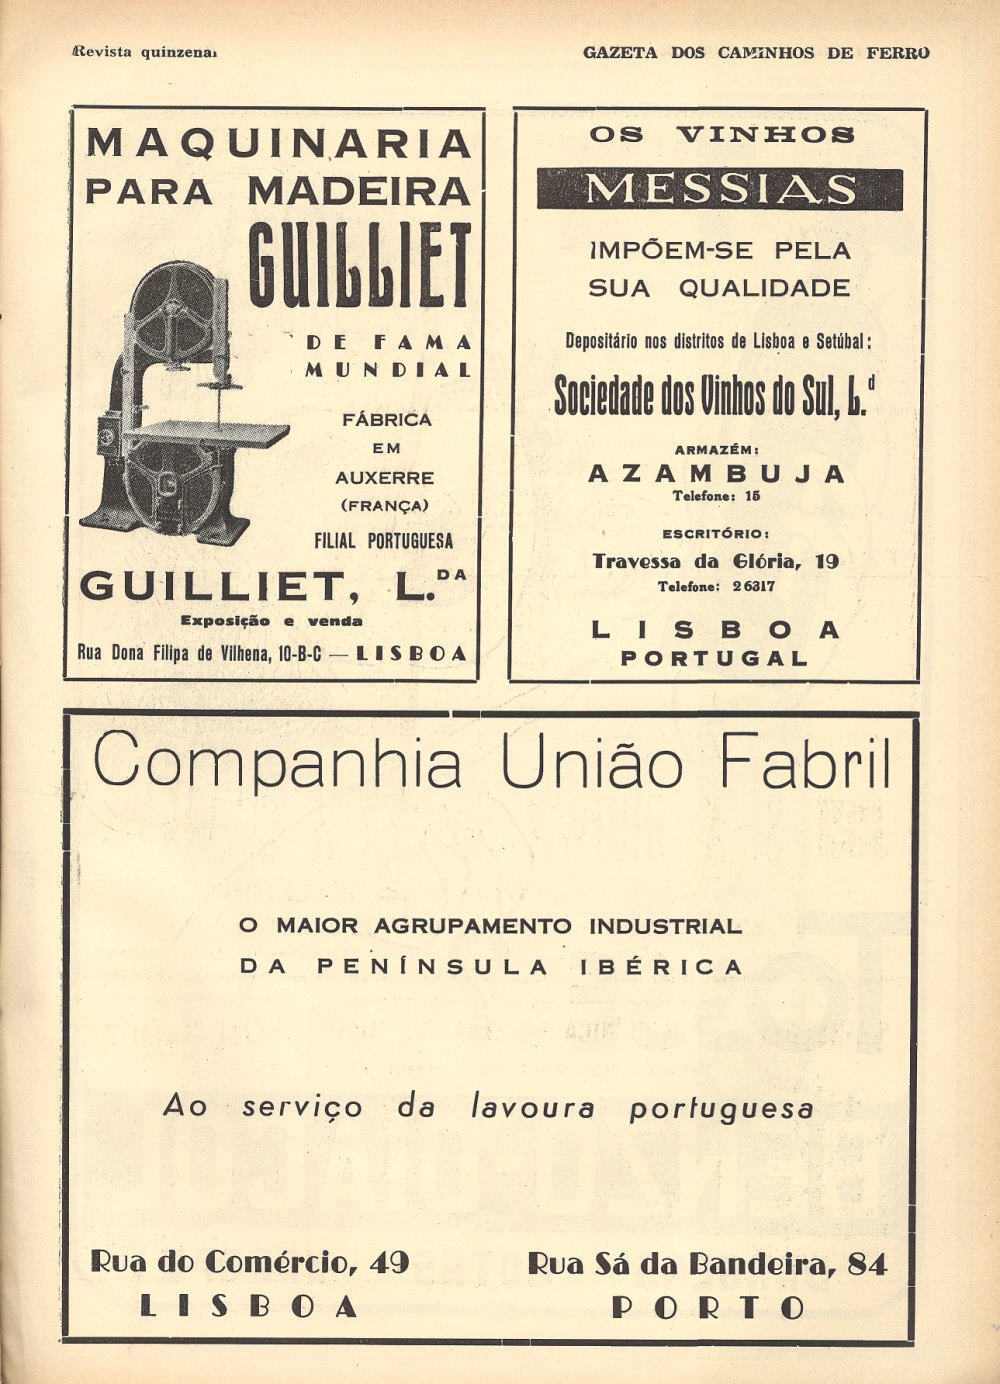 Revista quinzenal
GAZETA DOS CAMINHOS DE FERRO
MAQUINARIA
PARA MADEIRA
GUILLIET
DE FAMA
MUNDIAL
FÁBRICA
EM
AUXERRE
(FRANÇA)
FILIAL PORTUGUESA
GUILLIET, L.DA
Exposição e venda
Rua Dona Filipa de Vilhena, 10-B-C — LISBOA
OS VINHOS
MESSIAS
IMPÕEM-SE PELA
SUA QUALIDADE
Depositário nos distritos de Lisboa e Setúbal:
Sociedade dos Vinhos do Sul, L.d
ARMAZÉM:
AZAMBUJA
Telefone: 15
ESCRITÓRIO:
Travessa da Glória, 19
Telefone: 26317
LISBOA
PORTUGAL
Companhia União Fabril
O MAIOR AGRUPAMENTO INDUSTRIAL
DA PENÍNSULA IBÉRICA
Ao serviço da lavoura portuguesa
Rua do Comércio, 49
LISBOA
Rua Sá da Bandeira, 84
PORTO